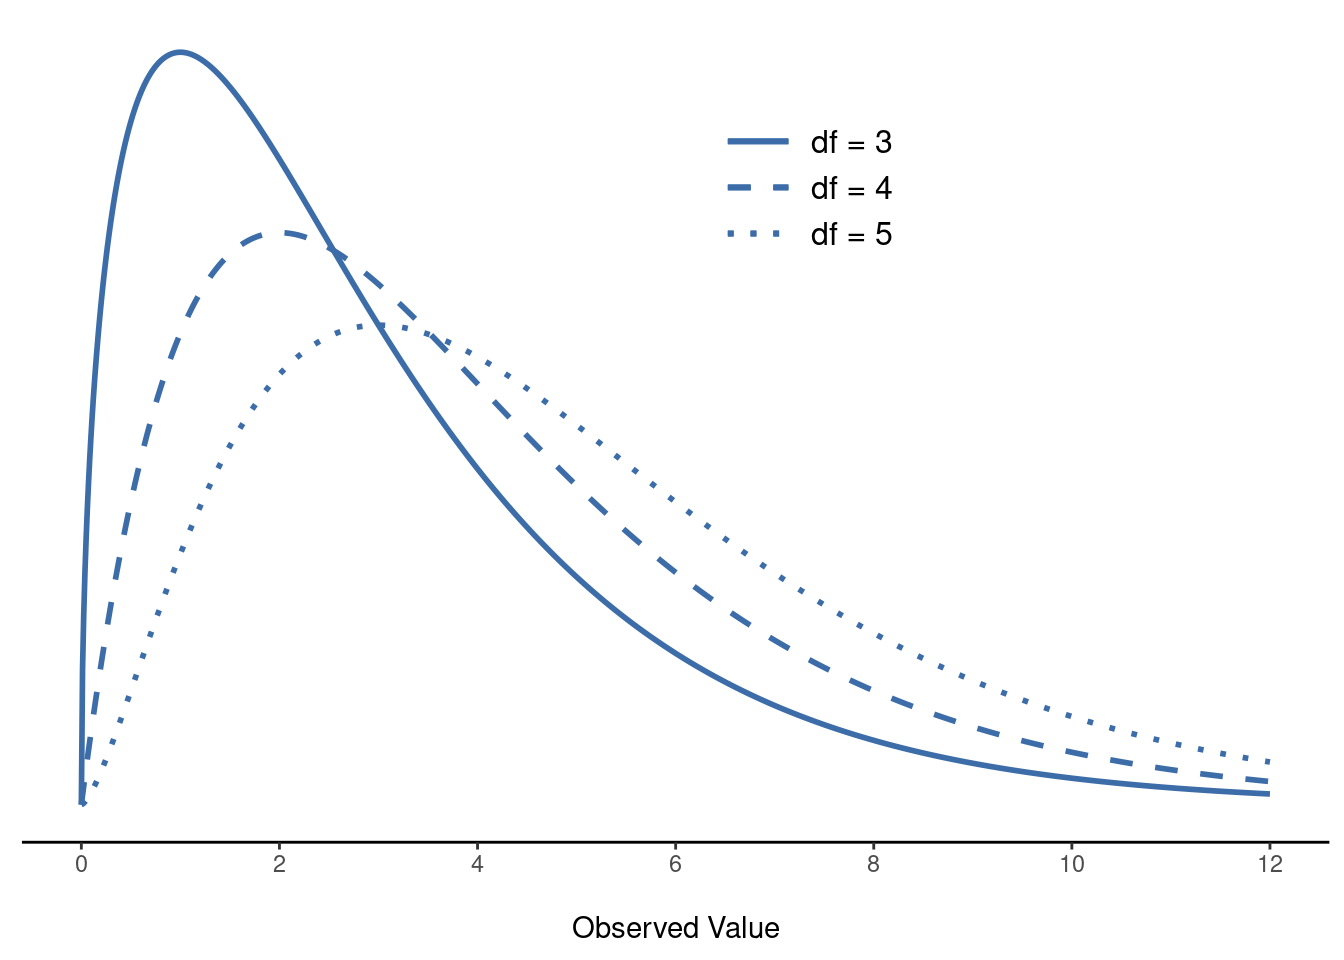 df = 3
df = 4
df = 5
0 2 4 6 8 10 12
Observed Value